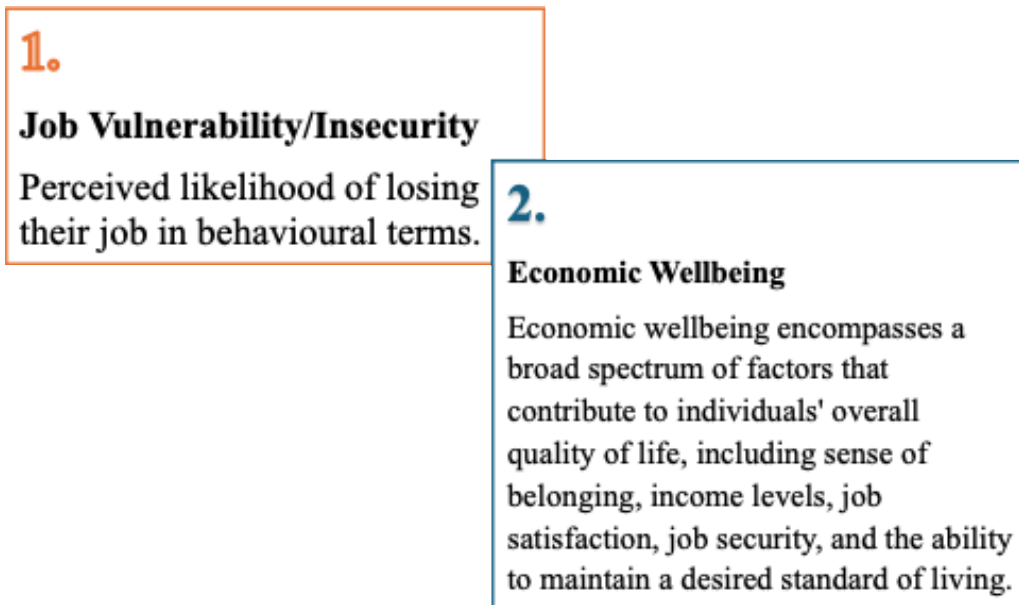 1.
Job Vulnerability/Insecurity
Perceived likelihood of losing
their job in behavioural terms.
2.
Economic Wellbeing
Economic wellbeing encompasses a
broad spectrum of factors that
contribute to individuals' overall
quality of life, including sense of
belonging, income levels, job
satisfaction, job security, and the ability
to maintain a desired standard of living.